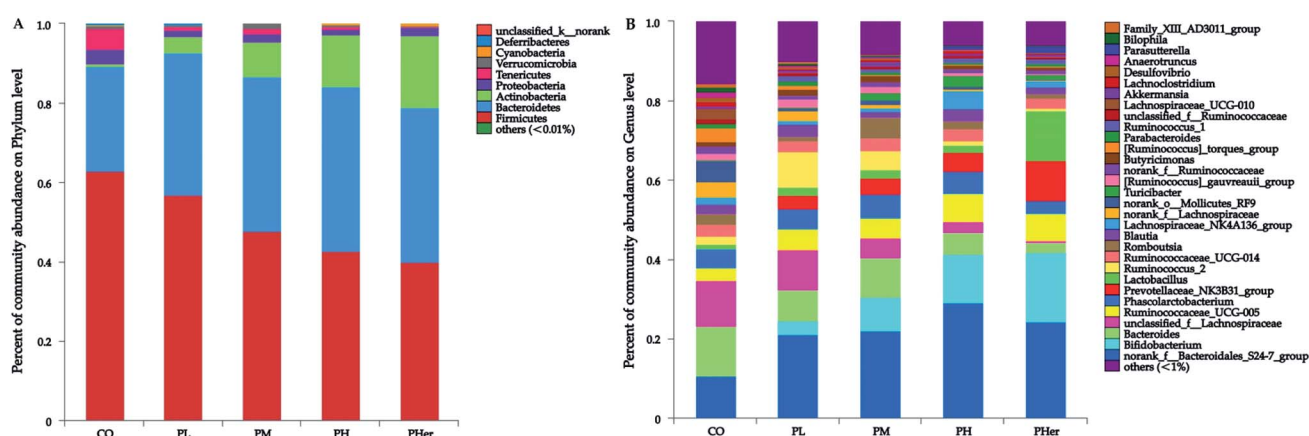 A
Percent of community abundance on Phylum level
1.0
0.8
0.6
0.4
0.2
0
CO
PL
PM
PH
PHer
unclassified_k__norank
Deferribacteres
Cyanobacteria
Verrucomicrobia
Tenericutes
Proteobacteria
Actinobacteria
Bacteroidetes
Firmicutes
others (<0.01%)
B
Percent of community abundance on Genus level
1.0
0.8
0.6
0.4
0.2
0
CO
PL
PM
PH
PHer
Family_XIII_AD3011_group
Bilophila
Parasutterella
Anaerotruncus
Desulfovibrio
Lachnoclostridium
Akkermansia
Lachnospiraceae_UCG-010
unclassified_f__Ruminococcaceae
Ruminococcus_1
Parabacteroides
[Ruminococcus]_torques_group
Butyricimonas
norank_f__Ruminococcaceae
[Ruminococcus]_gauvreauii_group
Turicibacter
norank_o__Mollicutes_RF9
norank_f__Lachnospiraceae
Lachnospiraceae_NK4A136_group
Blautia
Romboutsia
Ruminococcaceae_UCG-014
Ruminococcus_2
Lactobacillus
Prevotellaceae_NK3B31_group
Phascolarctobacterium
Ruminococcaceae_UCG-005
unclassified_f__Lachnospiraceae
Bacteroides
Bifidobacterium
norank_f__Bacteroidales_S24-7_group
others (<1%)